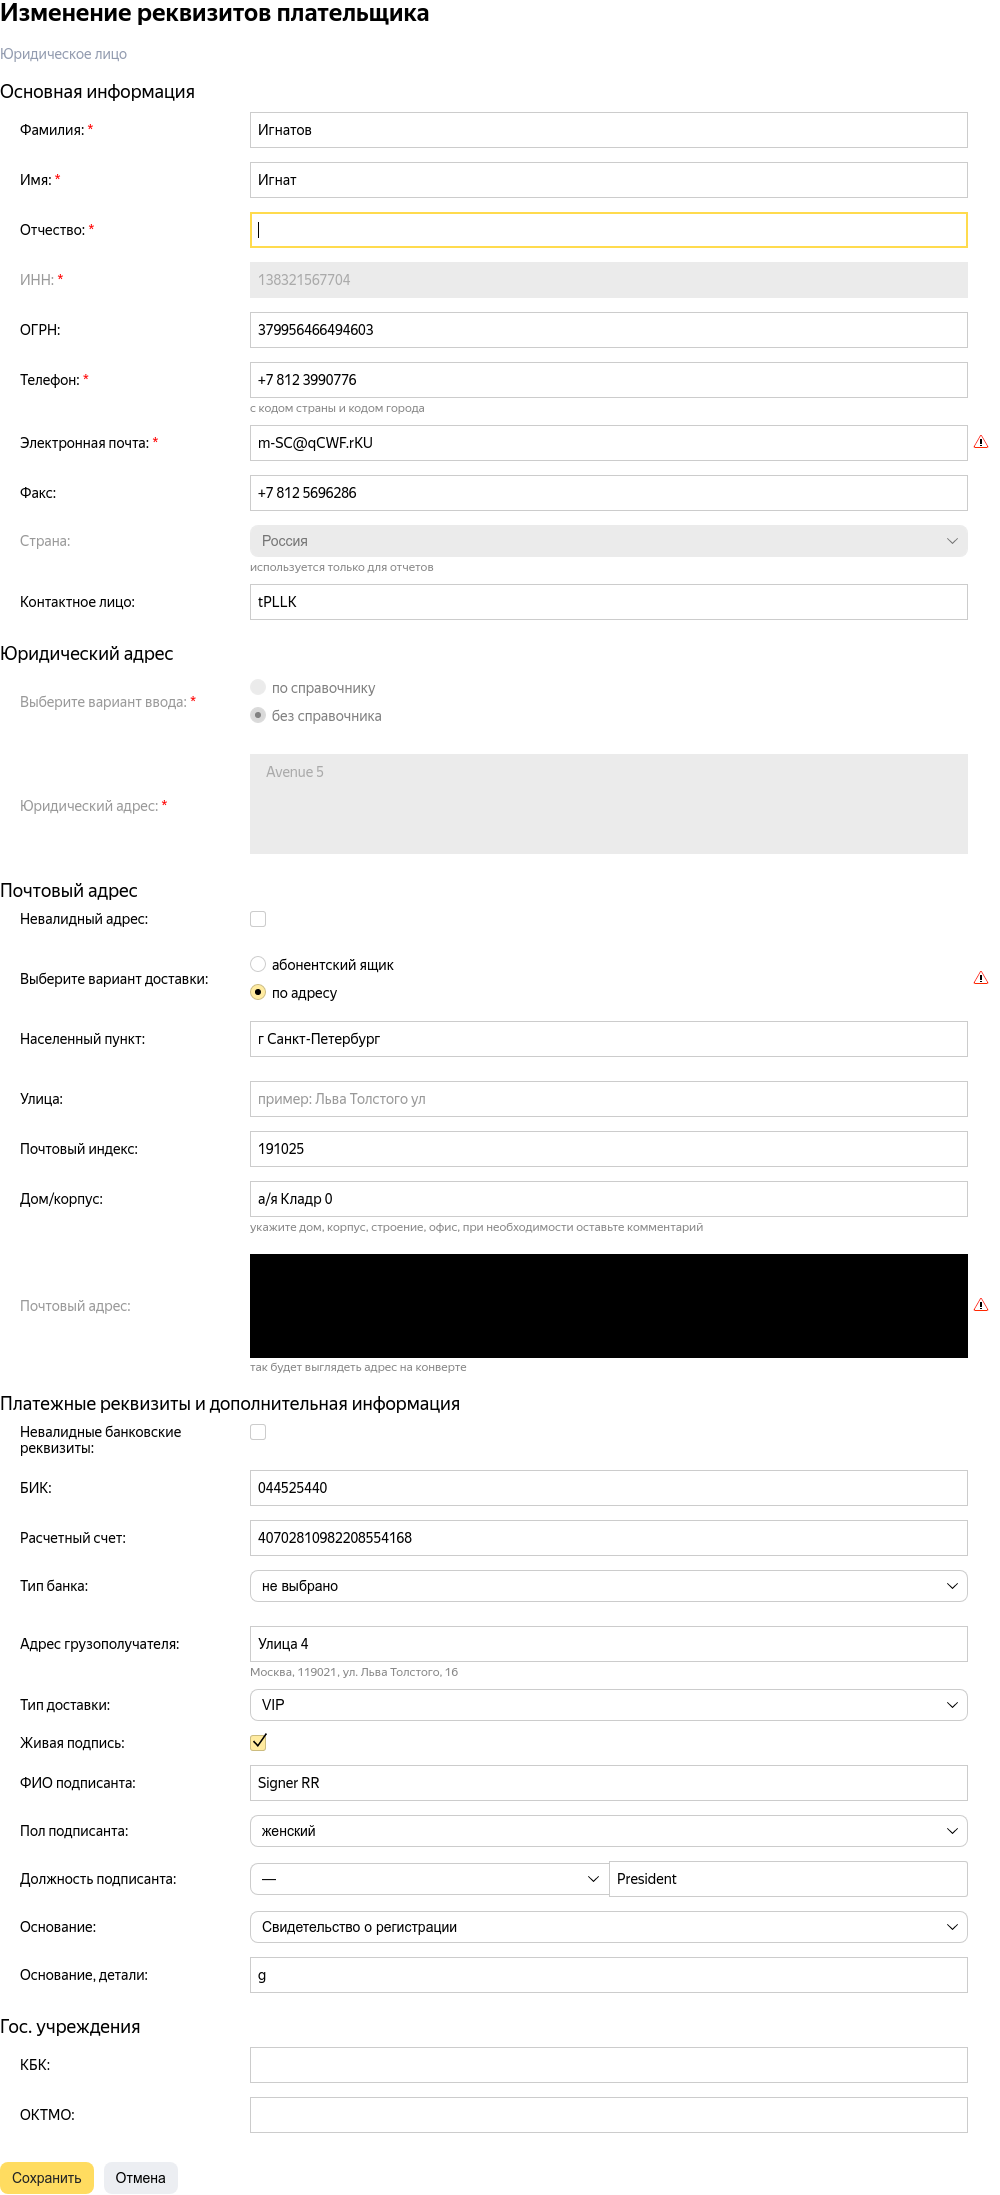 Изменение реквизитов плательщика
Юридическое лицо
Основная информация
Фамилия: * Игнатов
Имя: * Игнат
Отчество: *
ИНН: * 138321567704
ОГРН: 379956466494603
Телефон: * +7 812 3990776
с кодом страны и кодом города
Электронная почта: * m-SC@qCWF.rKU
Факс: +7 812 5696286
Страна: Россия
используется только для отчетов
Контактное лицо: tPLLK
Юридический адрес
Выберите вариант ввода: *
по справочнику
без справочника
Юридический адрес: * Avenue 5
Почтовый адрес
Невалидный адрес:
Выберите вариант доставки:
абонентский ящик
по адресу
Населенный пункт: г Санкт-Петербург
Улица: пример: Льва Толстого ул
Почтовый индекс: 191025
Дом/корпус: а/я Кладр 0
укажите дом, корпус, строение, офис, при необходимости оставьте комментарий
Почтовый адрес:
так будет выглядеть адрес на конверте
Платежные реквизиты и дополнительная информация
Невалидные банковские
реквизиты:
БИК: 044525440
Расчетный счет: 40702810982208554168
Тип банка: не выбрано
Адрес грузополучателя: Улица 4
Москва, 119021, ул. Льва Толстого, 16
Тип доставки: VIP
Живая подпись:
ФИО подписанта: Signer RR
Пол подписанта: женский
Должность подписанта: — President
Основание: Свидетельство о регистрации
Основание, детали: g
Гос. учреждения
КБК:
ОКТМО:
Сохранить Отмена